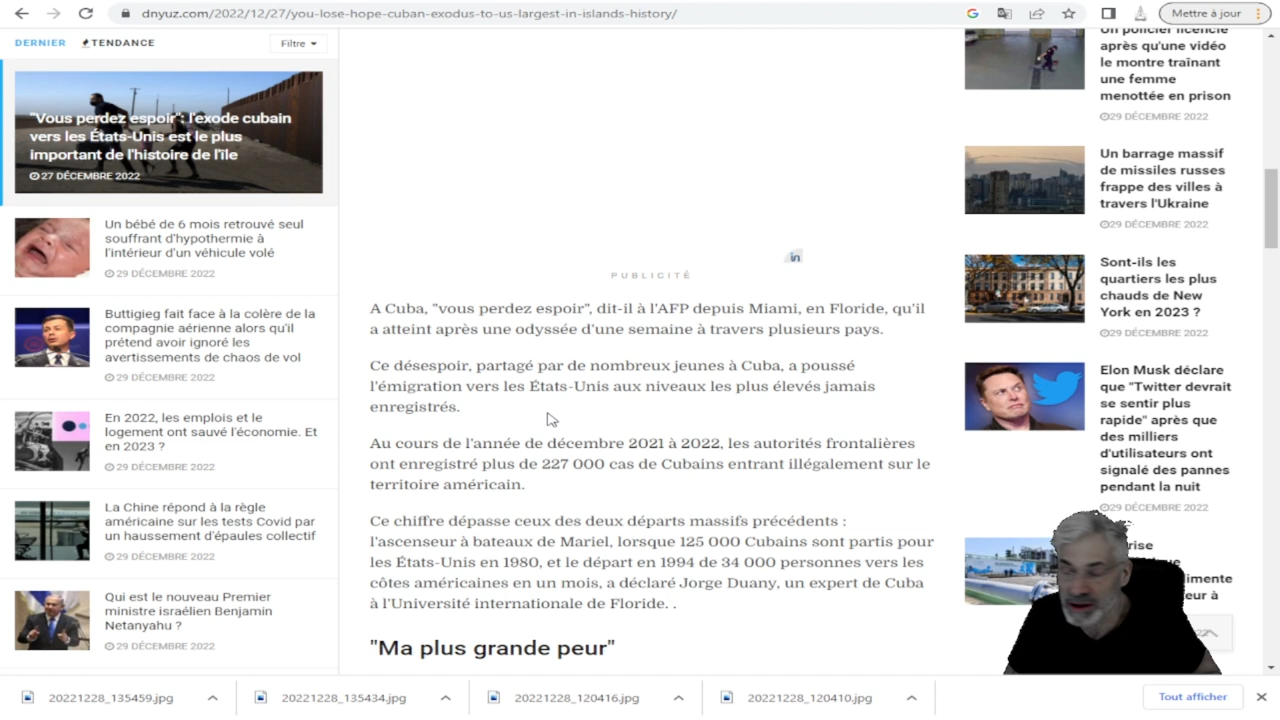 dnyuz.com/2022/12/27/you-lose-hope-cuban-exodus-to-us-largest-in-islands-history/
Mettre à jour
DERNIER
TENDANCE
Filtre
"Vous perdez espoir": l'exode cubain
vers les États-Unis est le plus
important de l'histoire de l'île
27 DÉCEMBRE 2022
Un bébé de 6 mois retrouvé seul
souffrant d'hypothermie à
l'intérieur d'un véhicule volé
29 DÉCEMBRE 2022
Buttigieg fait face à la colère de la
compagnie aérienne alors qu'il
prétend avoir ignoré les
avertissements de chaos de vol
29 DÉCEMBRE 2022
En 2022, les emplois et le
logement ont sauvé l'économie. Et
en 2023 ?
29 DÉCEMBRE 2022
La Chine répond à la règle
américaine sur les tests Covid par
un haussement d'épaules collectif
29 DÉCEMBRE 2022
Qui est le nouveau Premier
ministre israélien Benjamin
Netanyahu ?
29 DÉCEMBRE 2022
in
PUBLICITÉ
A Cuba, "vous perdez espoir", dit-il à l'AFP depuis Miami, en Floride, qu'il
a atteint après une odyssée d'une semaine à travers plusieurs pays.
Ce désespoir, partagé par de nombreux jeunes à Cuba, a poussé
l'émigration vers les États-Unis aux niveaux les plus élevés jamais
enregistrés.
Au cours de l'année de décembre 2021 à 2022, les autorités frontalières
ont enregistré plus de 227 000 cas de Cubains entrant illégalement sur le
territoire américain.
Ce chiffre dépasse ceux des deux départs massifs précédents :
l'ascenseur à bateaux de Mariel, lorsque 125 000 Cubains sont partis pour
les États-Unis en 1980, et le départ en 1994 de 34 000 personnes vers les
côtes américaines en un mois, a déclaré Jorge Duany, un expert de Cuba
à l'Université internationale de Floride. .
"Ma plus grande peur"
Un policier licencié
après qu'une vidéo
le montre traînant
une femme
menottée en prison
29 DÉCEMBRE 2022
Un barrage massif
de missiles russes
frappe des villes à
travers l'Ukraine
29 DÉCEMBRE 2022
Sont-ils les
quartiers les plus
chauds de New
York en 2023 ?
29 DÉCEMBRE 2022
Elon Musk déclare
que "Twitter devrait
se sentir plus
rapide" après que
des milliers
d'utilisateurs ont
signalé des pannes
pendant la nuit
29 DÉCEMBRE 2022
20221228_135459.jpg
20221228_135434.jpg
20221228_120416.jpg
20221228_120410.jpg
Tout afficher